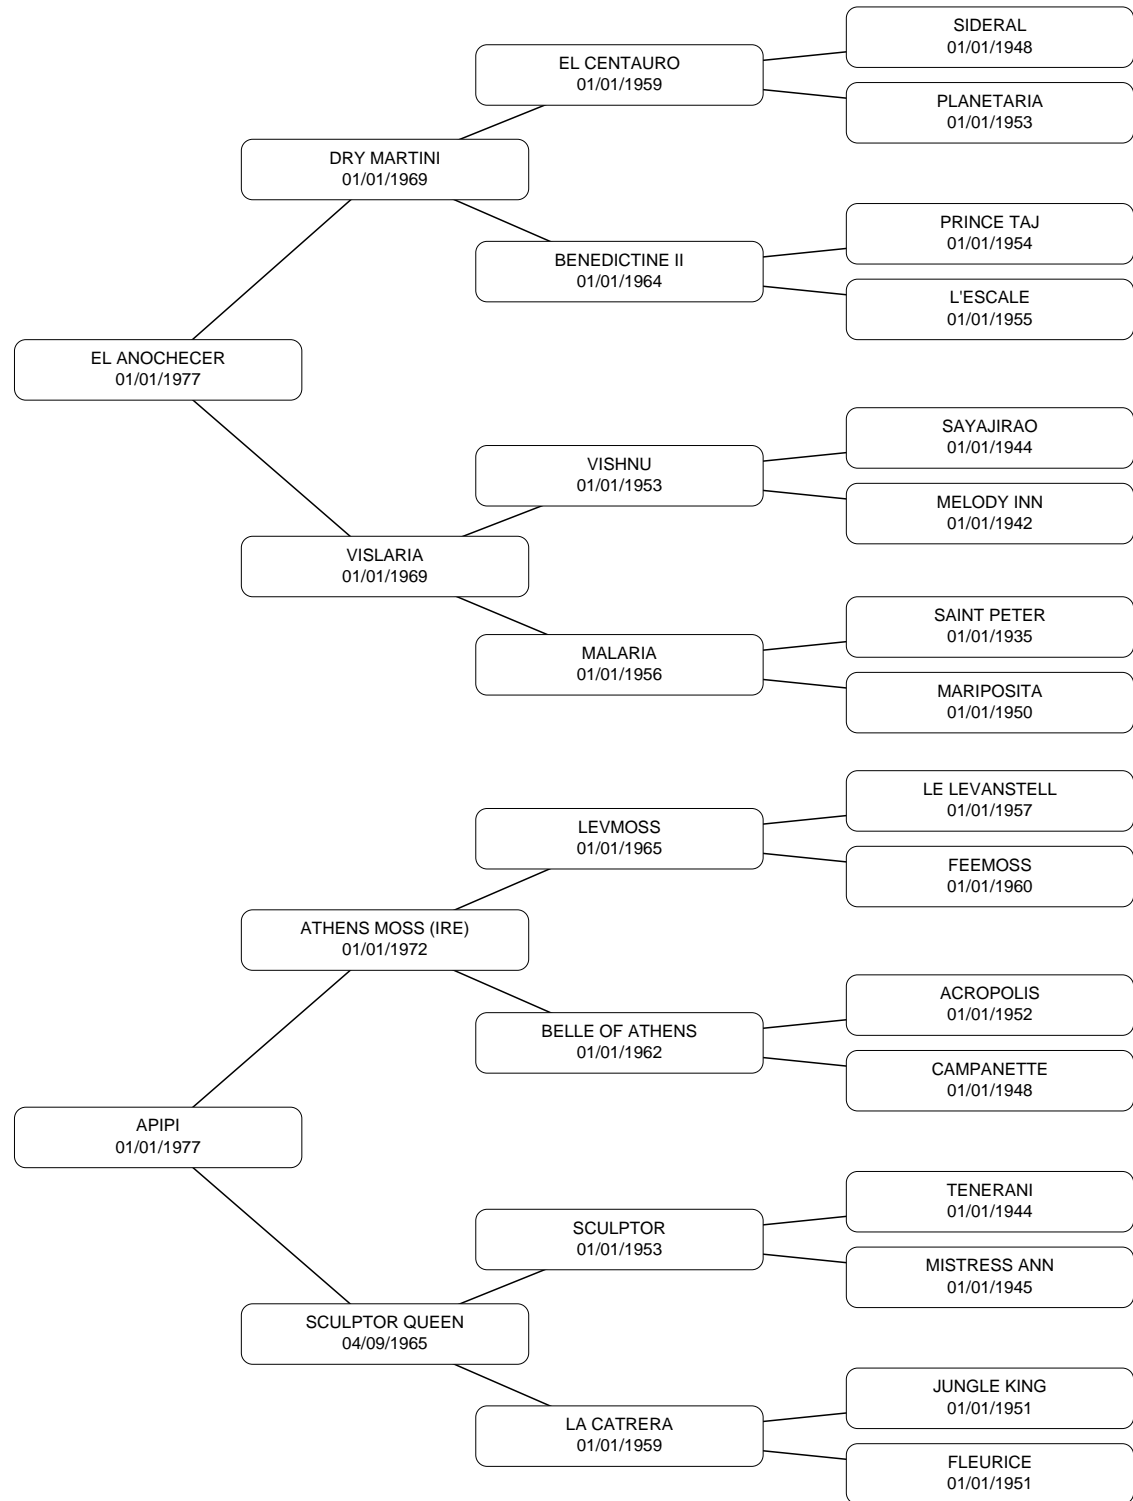 SIDERAL
01/01/1948
EL CENTAURO
01/01/1959
PLANETARIA
01/01/1953
DRY MARTINI
01/01/1969
PRINCE TAJ
01/01/1954
BENEDICTINE II
01/01/1964
L'ESCALE
01/01/1955
EL ANOCHECER
01/01/1977
SAYAJIRAO
01/01/1944
VISHNU
01/01/1953
MELODY INN
01/01/1942
VISLARIA
01/01/1969
SAINT PETER
01/01/1935
MALARIA
01/01/1956
MARIPOSITA
01/01/1950
LE LEVANSTELL
01/01/1957
LEVMOSS
01/01/1965
FEEMOSS
01/01/1960
ATHENS MOSS (IRE)
01/01/1972
ACROPOLIS
01/01/1952
BELLE OF ATHENS
01/01/1962
CAMPANETTE
01/01/1948
APIPI
01/01/1977
TENERANI
01/01/1944
SCULPTOR
01/01/1953
MISTRESS ANN
01/01/1945
SCULPTOR QUEEN
04/09/1965
JUNGLE KING
01/01/1951
LA CATRERA
01/01/1959
FLEURICE
01/01/1951